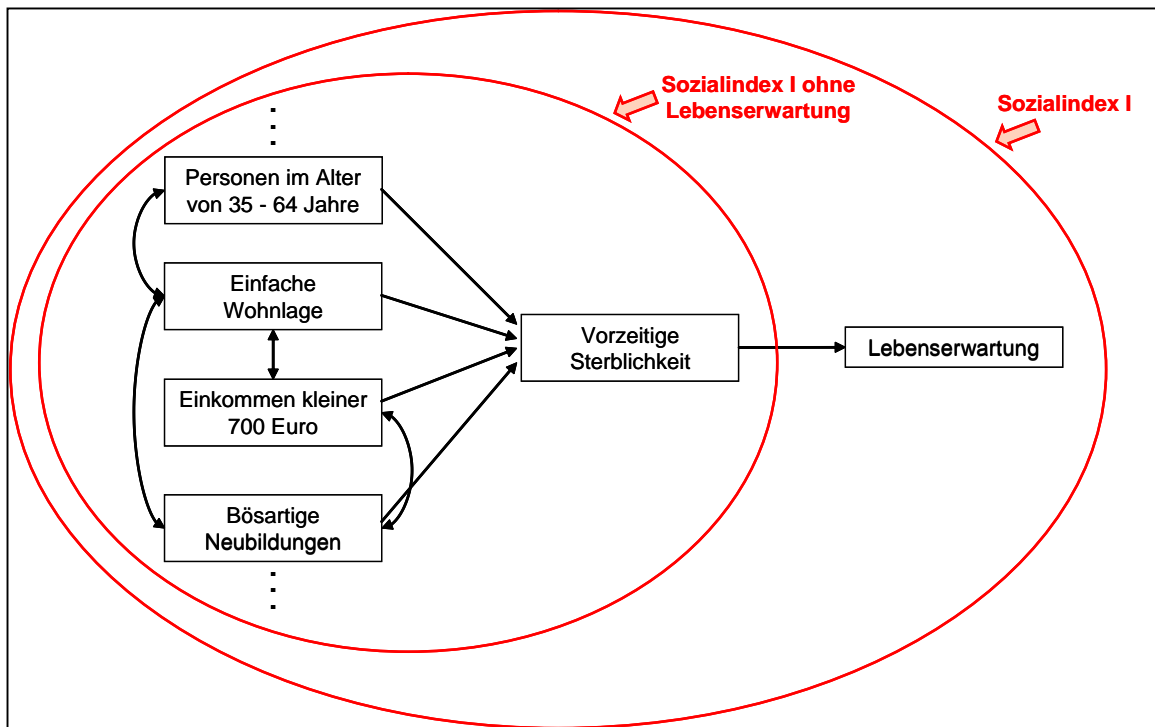 Sozialindex I ohne
Lebenserwartung
Sozialindex I
Personen im Alter
von 35 - 64 Jahre
Einfache
Wohnlage
Vorzeitige
Sterblichkeit
Lebenserwartung
Einkommen kleiner
700 Euro
Bösartige
Neubildungen